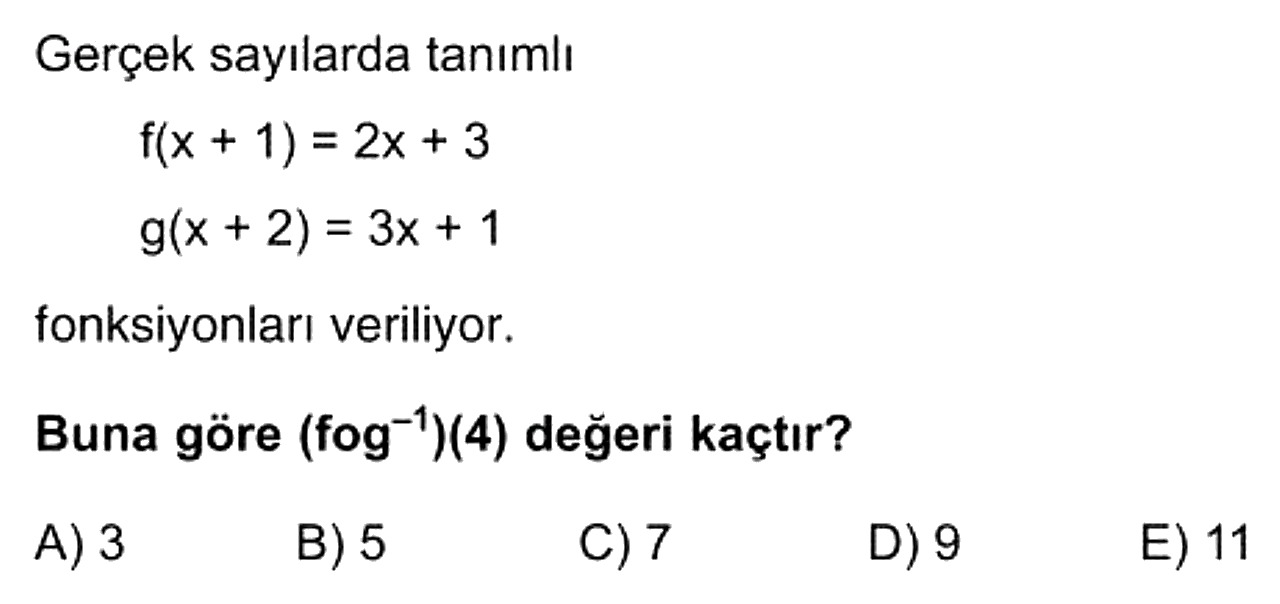 Gerçek sayılarda tanımlı
f(x + 1) = 2x + 3
g(x + 2) = 3x + 1
fonksiyonları veriliyor.
Buna göre (fog⁻¹)(4) değeri kaçtır?
A) 3 B) 5 C) 7 D) 9 E) 11